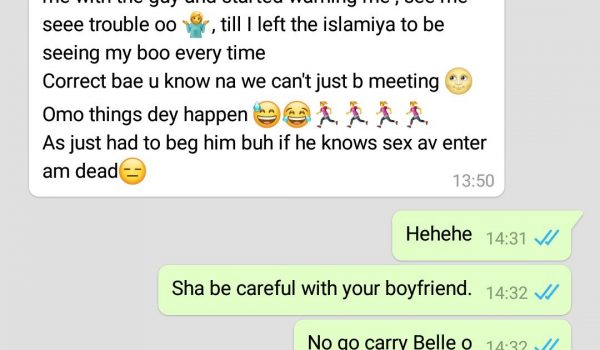 me with the guy and started warning me , see me
seee trouble oo 🤷‍♂️, till I left the islamiya to be
seeing my boo every time
Correct bae u know na we can't just b meeting 🌝
Omo things dey happen 😅😂🏃‍♀️🏃‍♀️🏃‍♀️🏃‍♀️
As just had to beg him buh if he knows sex av enter
am dead😑
13:50
Hehehe 14:31
Sha be careful with your boyfriend. 14:32
No go carry Belle o 14:32